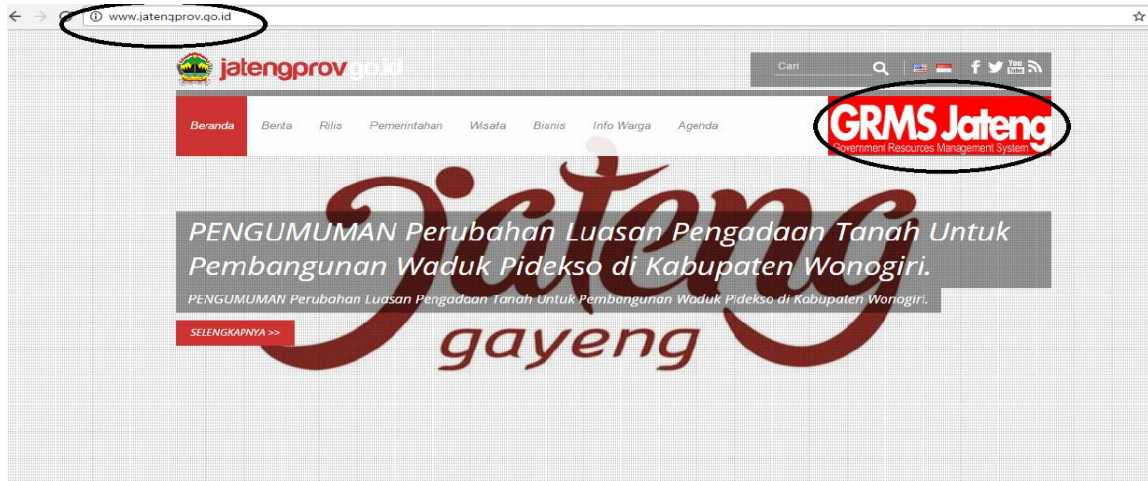 www.jatengprov.go.id
jatengprov.go.id
Cari
You
Tube
Beranda Berita Rilis Pemerintahan Wisata Bisnis Info Warga Agenda
GRMS Jateng
Government Resources Management System
jateng
gayeng
PENGUMUMAN Perubahan Luasan Pengadaan Tanah Untuk
Pembangunan Waduk Pidekso di Kabupaten Wonogiri.
PENGUMUMAN Perubahan Luasan Pengadaan Tanah Untuk Pembangunan Waduk Pidekso di Kabupaten Wonogiri.
SELENGKAPNYA >>